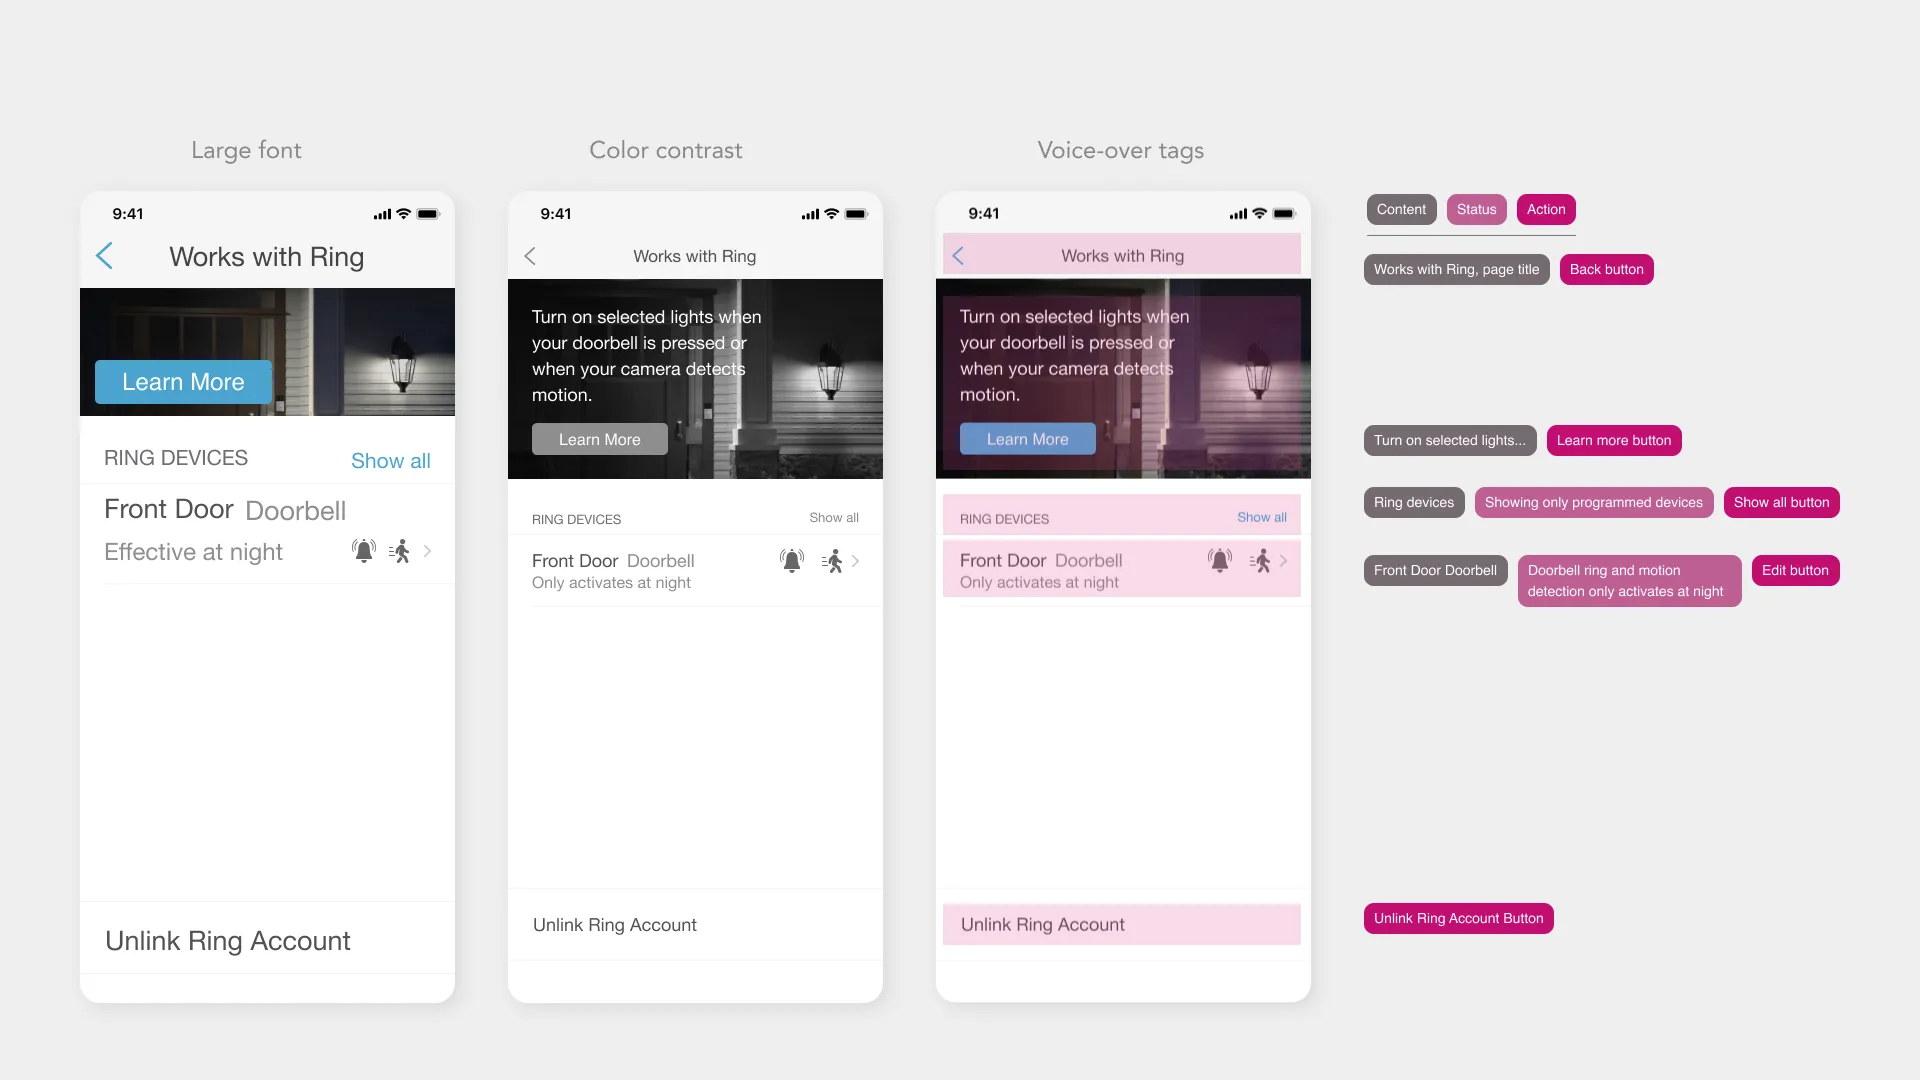 Large font
9:41
Works with Ring
Learn More
RING DEVICES
Show all
Front Door Doorbell
Effective at night
Unlink Ring Account
Color contrast
9:41
Works with Ring
Turn on selected lights when
your doorbell is pressed or
when your camera detects
motion.
Learn More
RING DEVICES
Show all
Front Door Doorbell
Only activates at night
Unlink Ring Account
Voice-over tags
9:41
Works with Ring
Turn on selected lights when
your doorbell is pressed or
when your camera detects
motion.
Learn More
RING DEVICES
Show all
Front Door Doorbell
Only activates at night
Unlink Ring Account
Content
Status
Action
Works with Ring, page title
Back button
Turn on selected lights...
Learn more button
Ring devices
Showing only programmed devices
Show all button
Front Door Doorbell
Doorbell ring and motion
detection only activates at night
Edit button
Unlink Ring Account Button